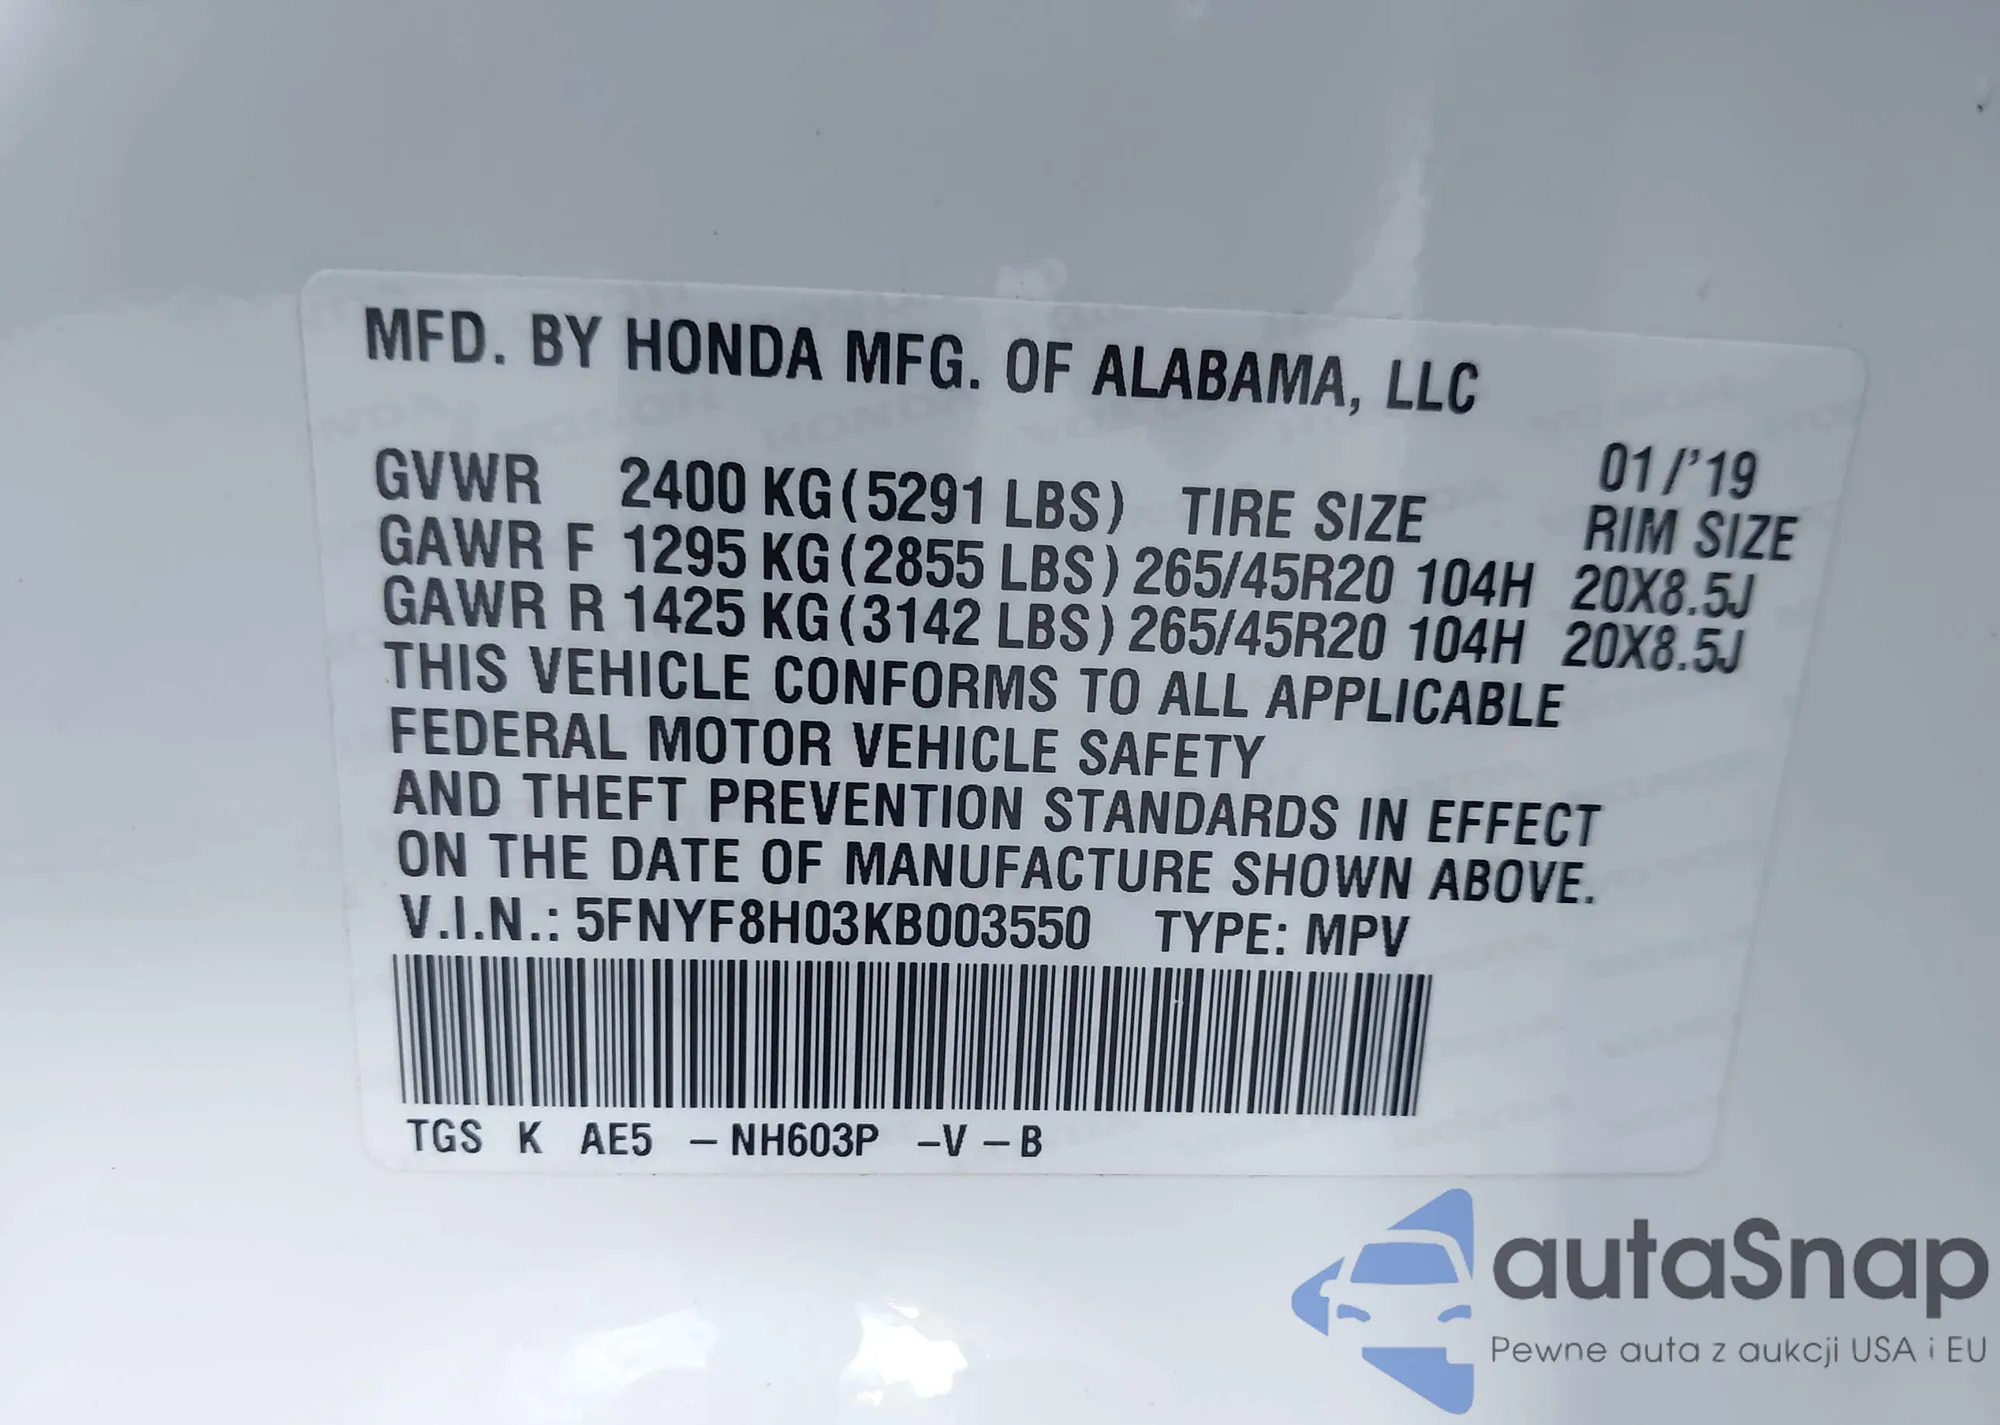 MFD. BY HONDA MFG. OF ALABAMA, LLC
01/'19
GVWR 2400 KG (5291 LBS) TIRE SIZE RIM SIZE
GAWR F 1295 KG (2855 LBS) 265/45R20 104H 20X8.5J
GAWR R 1425 KG (3142 LBS) 265/45R20 104H 20X8.5J
THIS VEHICLE CONFORMS TO ALL APPLICABLE
FEDERAL MOTOR VEHICLE SAFETY
AND THEFT PREVENTION STANDARDS IN EFFECT
ON THE DATE OF MANUFACTURE SHOWN ABOVE.
V.I.N.: 5FNYF8H03KB003550 TYPE: MPV
TGS K AE5 – NH603P –V – B
autaSnap
Pewne auta z aukcji USA i EU